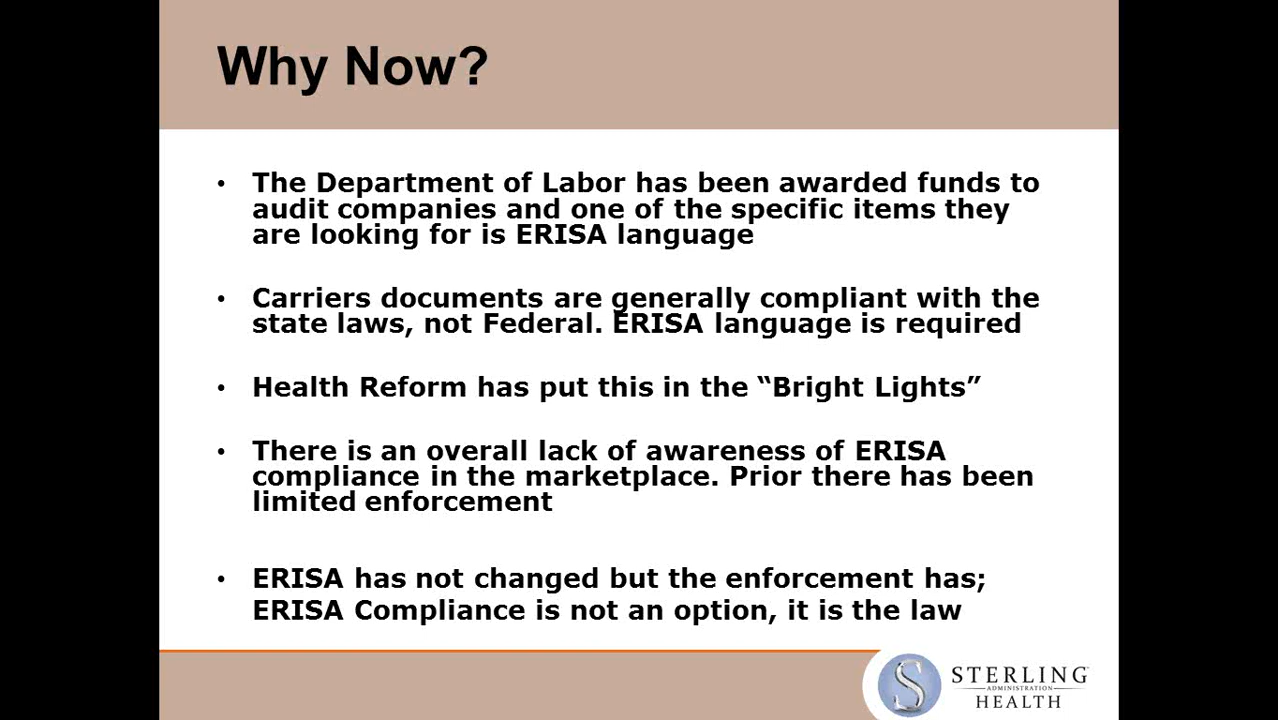 Why Now?
• The Department of Labor has been awarded funds to
audit companies and one of the specific items they
are looking for is ERISA language
• Carriers documents are generally compliant with the
state laws, not Federal. ERISA language is required
• Health Reform has put this in the “Bright Lights”
• There is an overall lack of awareness of ERISA
compliance in the marketplace. Prior there has been
limited enforcement
• ERISA has not changed but the enforcement has;
ERISA Compliance is not an option, it is the law
S
STERLING
ADMINISTRATION
HEALTH